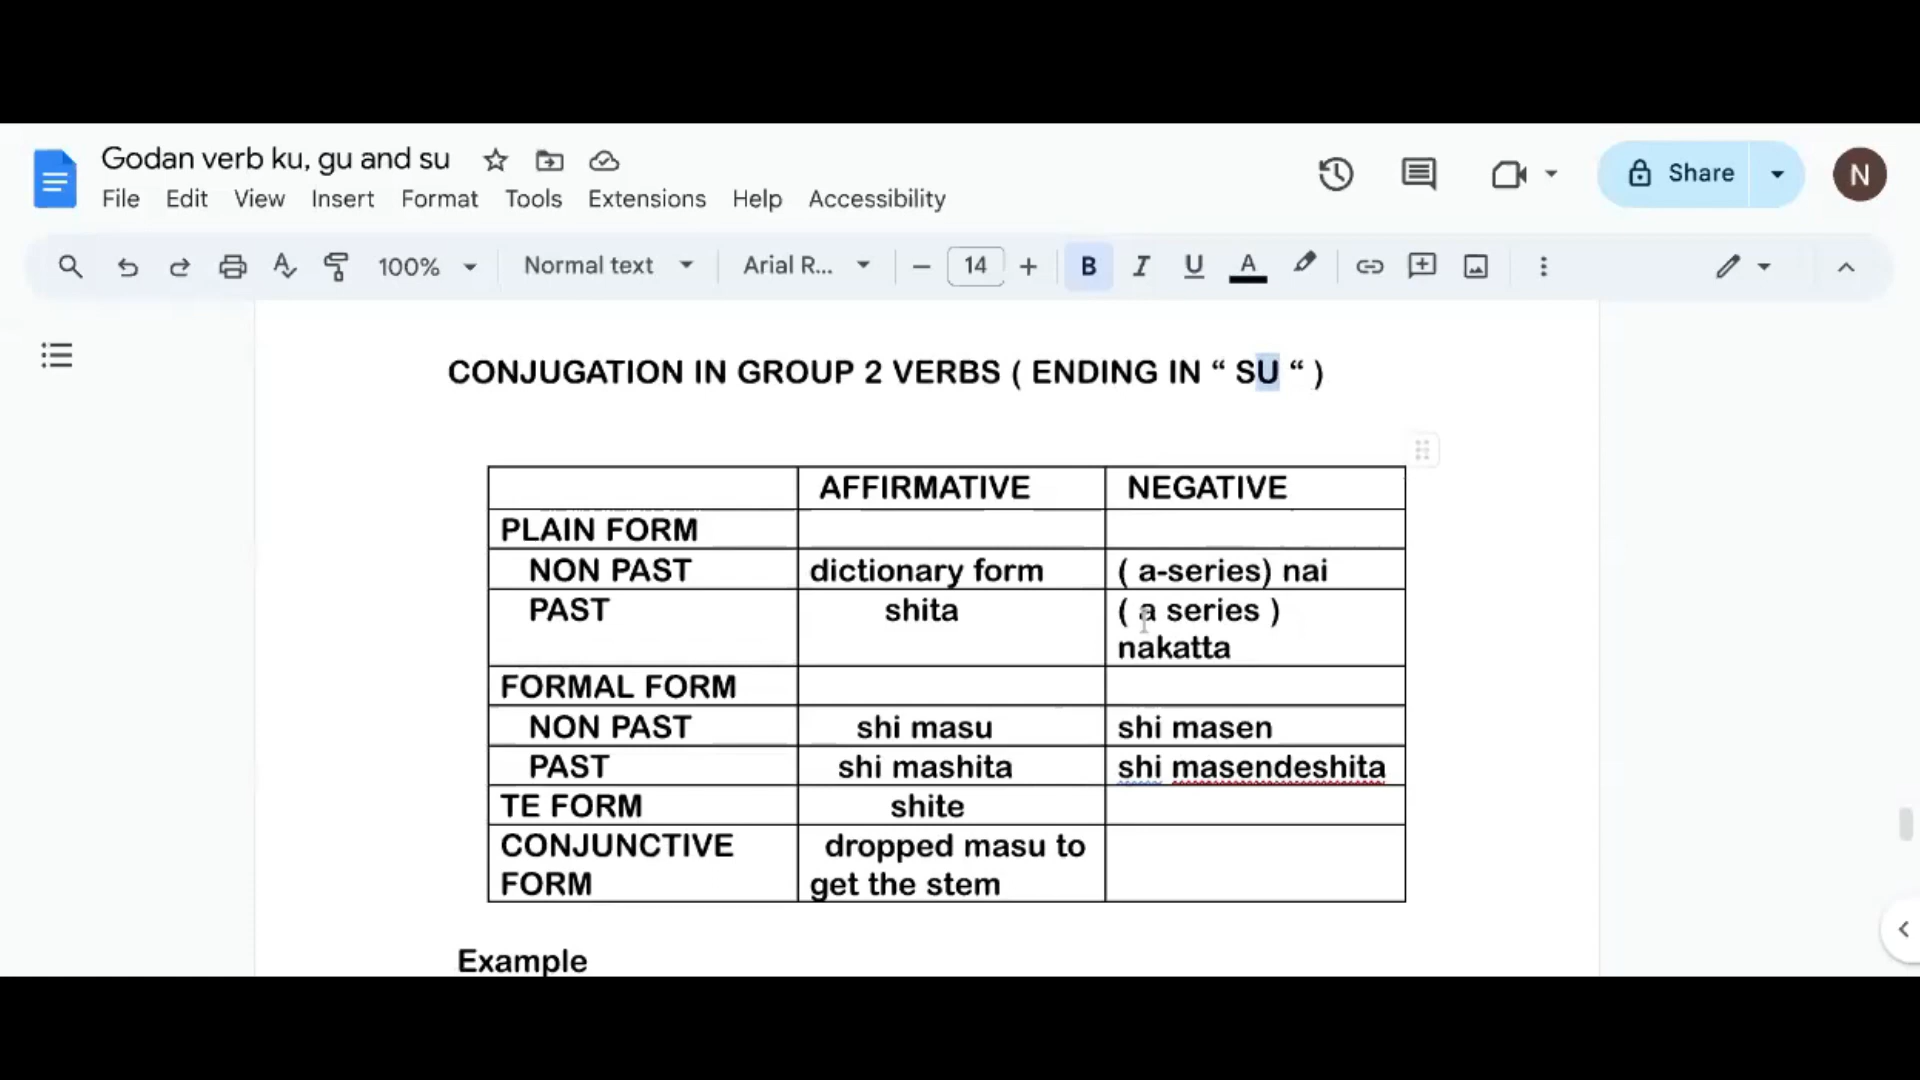 Godan verb ku, gu and su
File Edit View Insert Format Tools Extensions Help Accessibility
Share
N
100% Normal text Arial R... 14 B I U A
CONJUGATION IN GROUP 2 VERBS ( ENDING IN “ SU “ )
AFFIRMATIVE NEGATIVE
PLAIN FORM
NON PAST dictionary form ( a-series) nai
PAST shita ( a series )
nakatta
FORMAL FORM
NON PAST shi masu shi masen
PAST shi mashita shi masendeshita
TE FORM shite
CONJUNCTIVE dropped masu to
FORM get the stem
Example